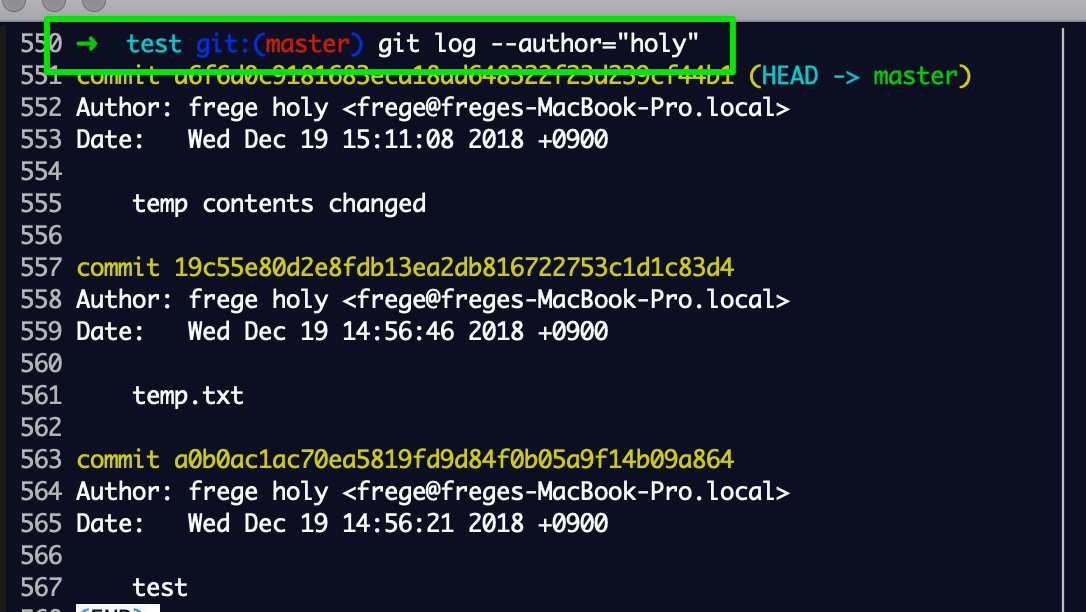 550 ➜  test git:(master) git log --author="holy"
551 commit a6f6d0c9181683eca18ad648322f23d239cf44b1 (HEAD -> master)
552 Author: frege holy <frege@freges-MacBook-Pro.local>
553 Date:   Wed Dec 19 15:11:08 2018 +0900
554
555     temp contents changed
556
557 commit 19c55e80d2e8fdb13ea2db816722753c1d1c83d4
558 Author: frege holy <frege@freges-MacBook-Pro.local>
559 Date:   Wed Dec 19 14:56:46 2018 +0900
560
561     temp.txt
562
563 commit a0b0ac1ac70ea5819fd9d84f0b05a9f14b09a864
564 Author: frege holy <frege@freges-MacBook-Pro.local>
565 Date:   Wed Dec 19 14:56:21 2018 +0900
566
567     test
568 (END)